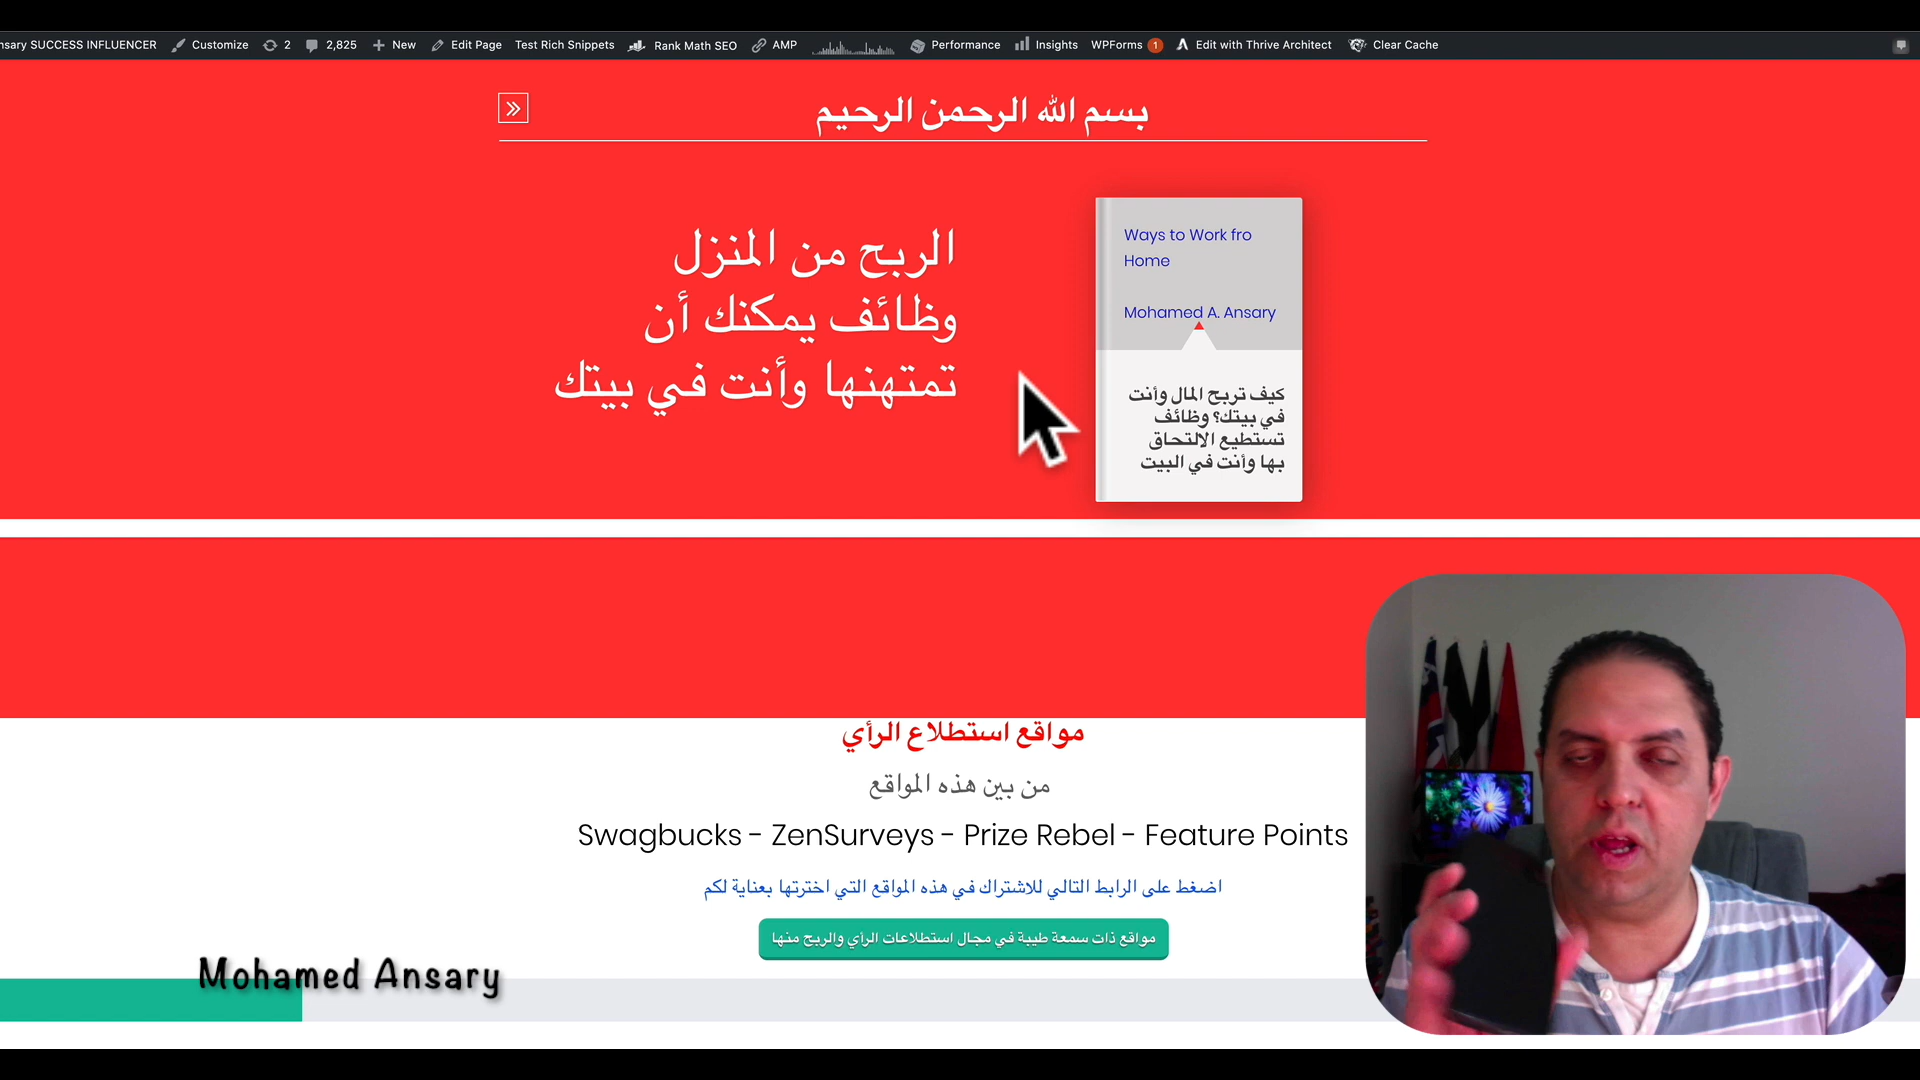 nsary SUCCESS INFLUENCER Customize 2 2,825 New Edit Page Test Rich Snippets Rank Math SEO AMP Performance Insights WPForms 1 Edit with Thrive Architect Clear Cache
بسم الله الرحمن الرحيم
الربح من المنزل
وظائف يمكنك أن
تمتهنها وأنت في بيتك
Ways to Work fro
Home
Mohamed A. Ansary
كيف تربح المال وأنت
في بيتك؟ وظائف
تستطيع الالتحاق
بها وأنت في البيت
مواقع استطلاع الرأي
من بين هذه المواقع
Swagbucks - ZenSurveys - Prize Rebel - Feature Points
اضغط على الرابط التالي للاشتراك في هذه المواقع التي اخترتها بعناية لكم
مواقع ذات سمعة طيبة في مجال استطلاعات الرأي والربح منها
Mohamed Ansary